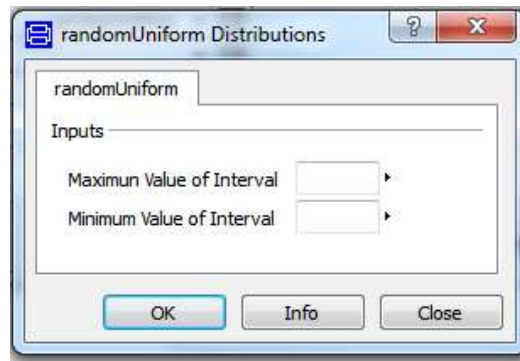 randomUniform Distributions
?
X
randomUniform
Inputs
Maximun Value of Interval
Minimum Value of Interval
OK
Info
Close